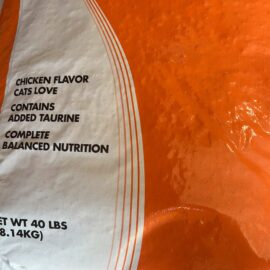 CHICKEN FLAVOR
CATS LOVE
CONTAINS
ADDED TAURINE
COMPLETE
BALANCED NUTRITION
ET WT 40 LBS
8.14KG)